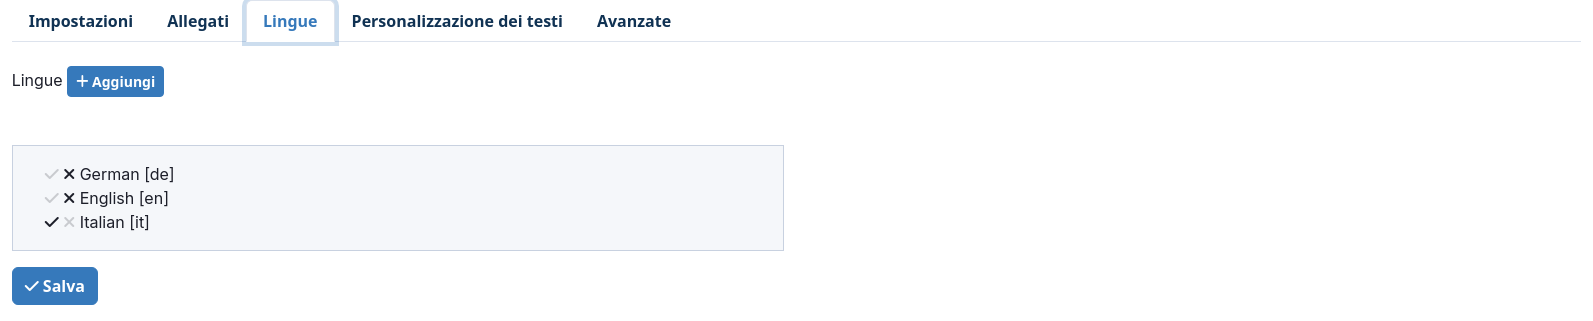 Impostazioni Allegati Lingue Personalizzazione dei testi Avanzate
Lingue Aggiungi
German [de]
English [en]
Italian [it]
Salva